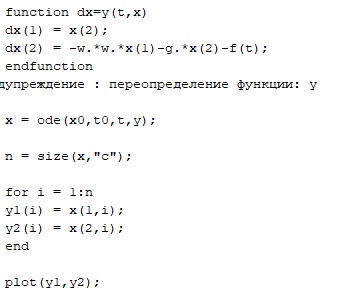 function dx=y(t,x)
dx(1) = x(2);
dx(2) = -w.*w.*x(1)-g.*x(2)-f(t);
endfunction
дупреждение : переопределение функции: y
x = ode(x0,t0,t,y);
n = size(x,"c");
for i = 1:n
y1(i) = x(1,i);
y2(i) = x(2,i);
end
plot(y1,y2);